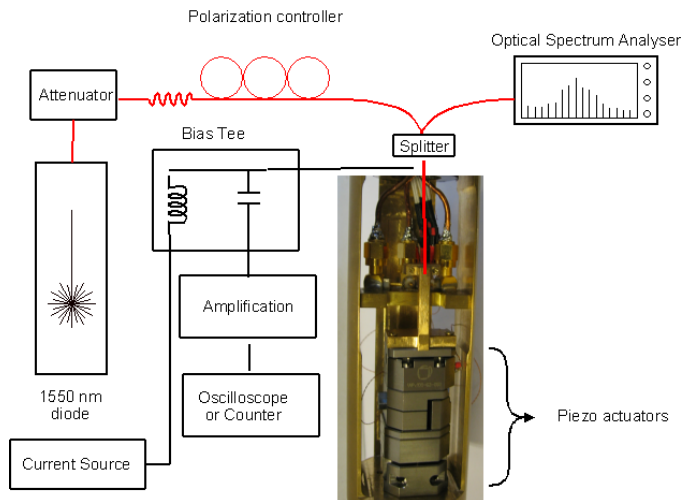 Polarization controller
Optical Spectrum Analyser
Attenuator
Splitter
Bias Tee
Amplification
1550 nm
diode
Oscilloscope
or Counter
Piezo actuators
Current Source